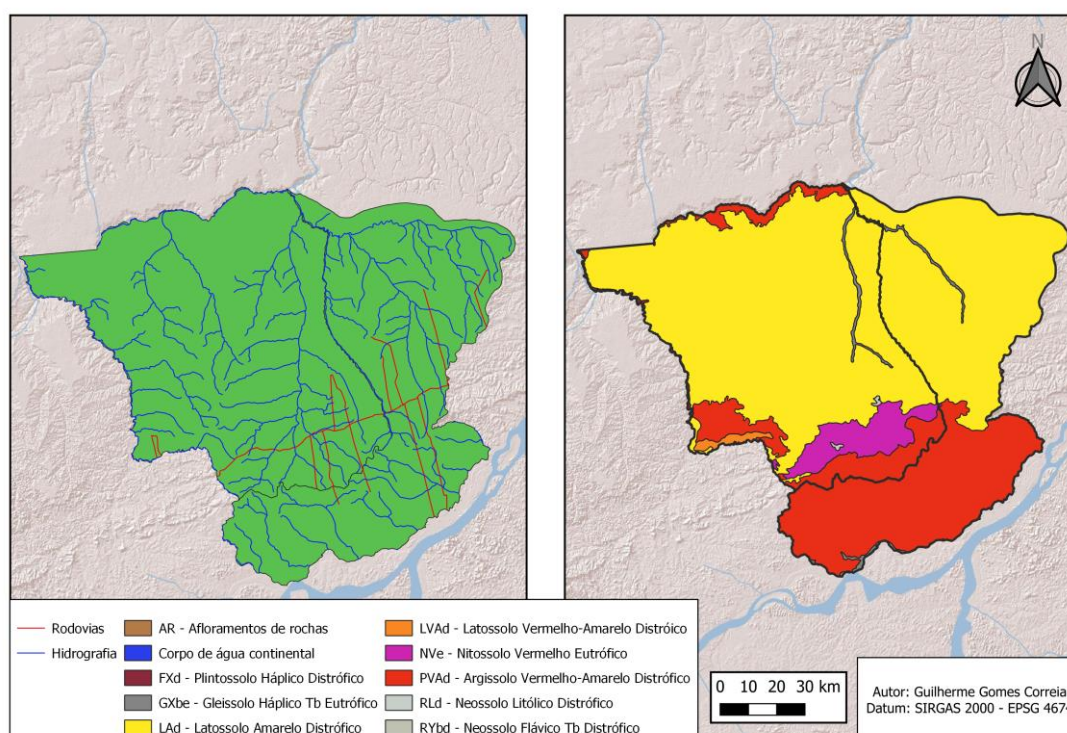 N
Rodovias
Hidrografia
AR - Afloramentos de rochas
Corpo de água continental
FXd - Plintossolo Háplico Distrófico
GXbe - Gleissolo Háplico Tb Eutrófico
LAd - Latossolo Amarelo Distrófico
LVAd - Latossolo Vermelho-Amarelo Distróico
NVe - Nitossolo Vermelho Eutrófico
PVAd - Argissolo Vermelho-Amarelo Distrófico
RLd - Neossolo Litólico Distrófico
RYbd - Neossolo Flávico Tb Distrófico
0 10 20 30 km
Autor: Guilherme Gomes Correia
Datum: SIRGAS 2000 - EPSG 4674